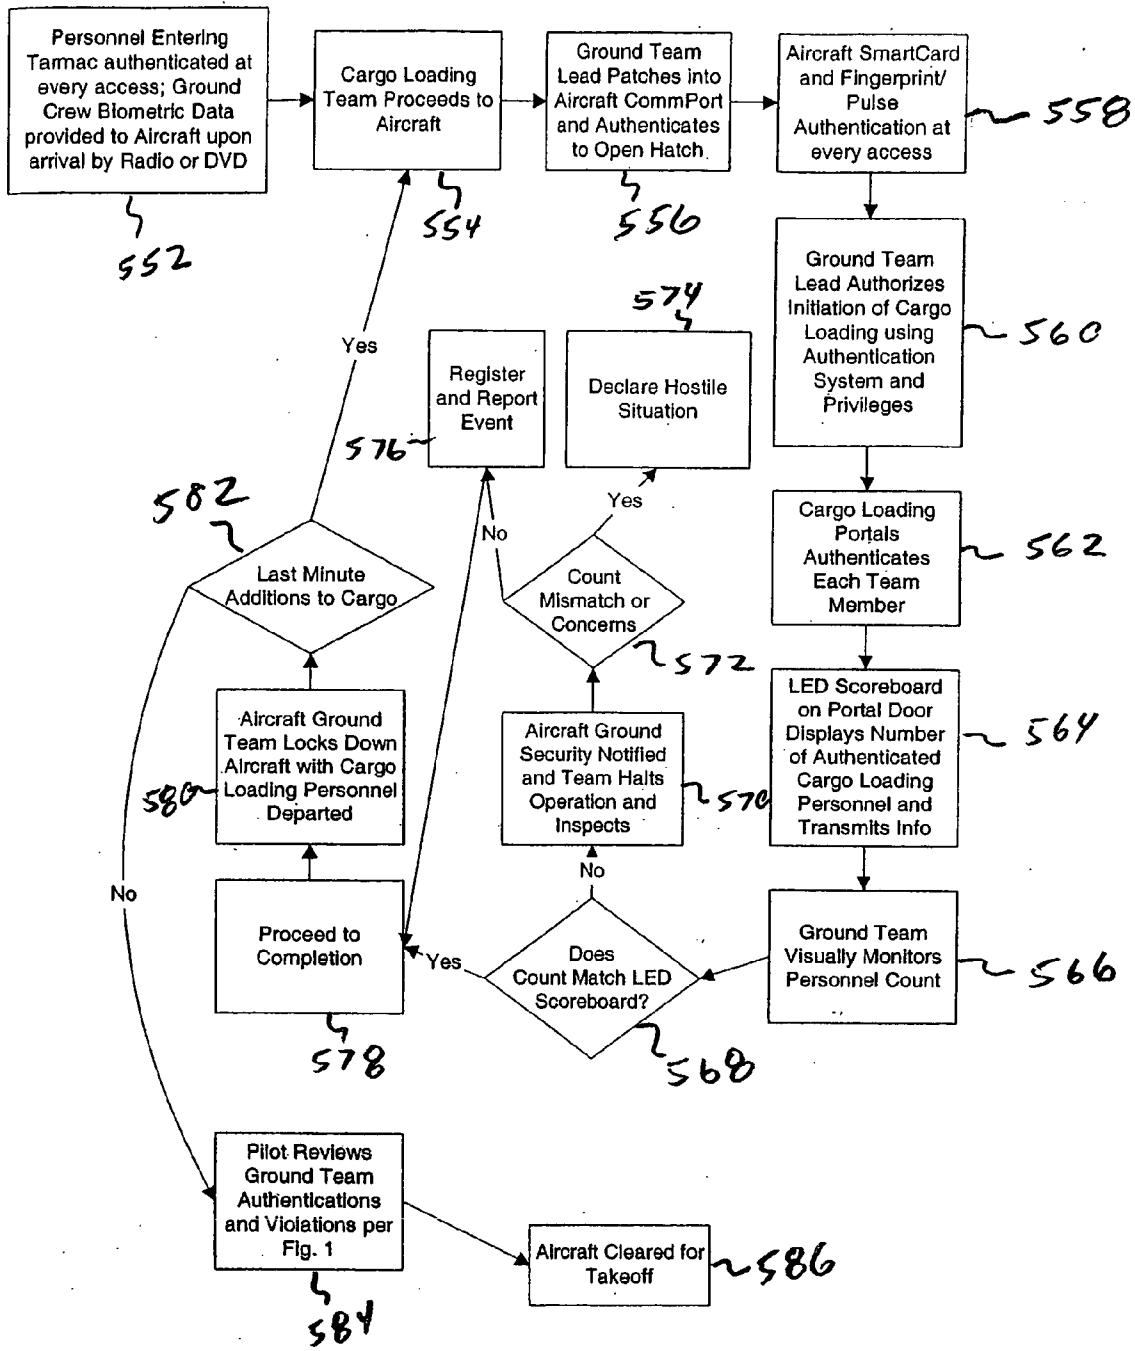 Personnel Entering
Tarmac authenticated at
every access; Ground
Crew Biometric Data
provided to Aircraft upon
arrival by Radio or DVD
552
Cargo Loading
Team Proceeds to
Aircraft
554
Ground Team
Lead Patches into
Aircraft CommPort
and Authenticates
to Open Hatch
556
Aircraft SmartCard
and Fingerprint/
Pulse
Authentication at
every access
558
Ground Team
Lead Authorizes
Initiation of Cargo
Loading using
Authentication
System and
Privileges
560
Cargo Loading
Portals
Authenticates
Each Team
Member
562
LED Scoreboard
on Portal Door
Displays Number
of Authenticated
Cargo Loading
Personnel and
Transmits Info
564
Ground Team
Visually Monitors
Personnel Count
566
Does
Count Match LED
Scoreboard?
568
No
Yes
Aircraft Ground
Security Notified
and Team Halts
Operation and
Inspects
570
Count
Mismatch or
Concerns
572
Yes
No
574
Declare Hostile
Situation
Register
and Report
Event
576
Proceed to
Completion
578
Aircraft Ground
Team Locks Down
Aircraft with Cargo
Loading Personnel
Departed
580
Last Minute
Additions to Cargo
582
Yes
No
Pilot Reviews
Ground Team
Authentications
and Violations per
Fig. 1
584
Aircraft Cleared for
Takeoff
586